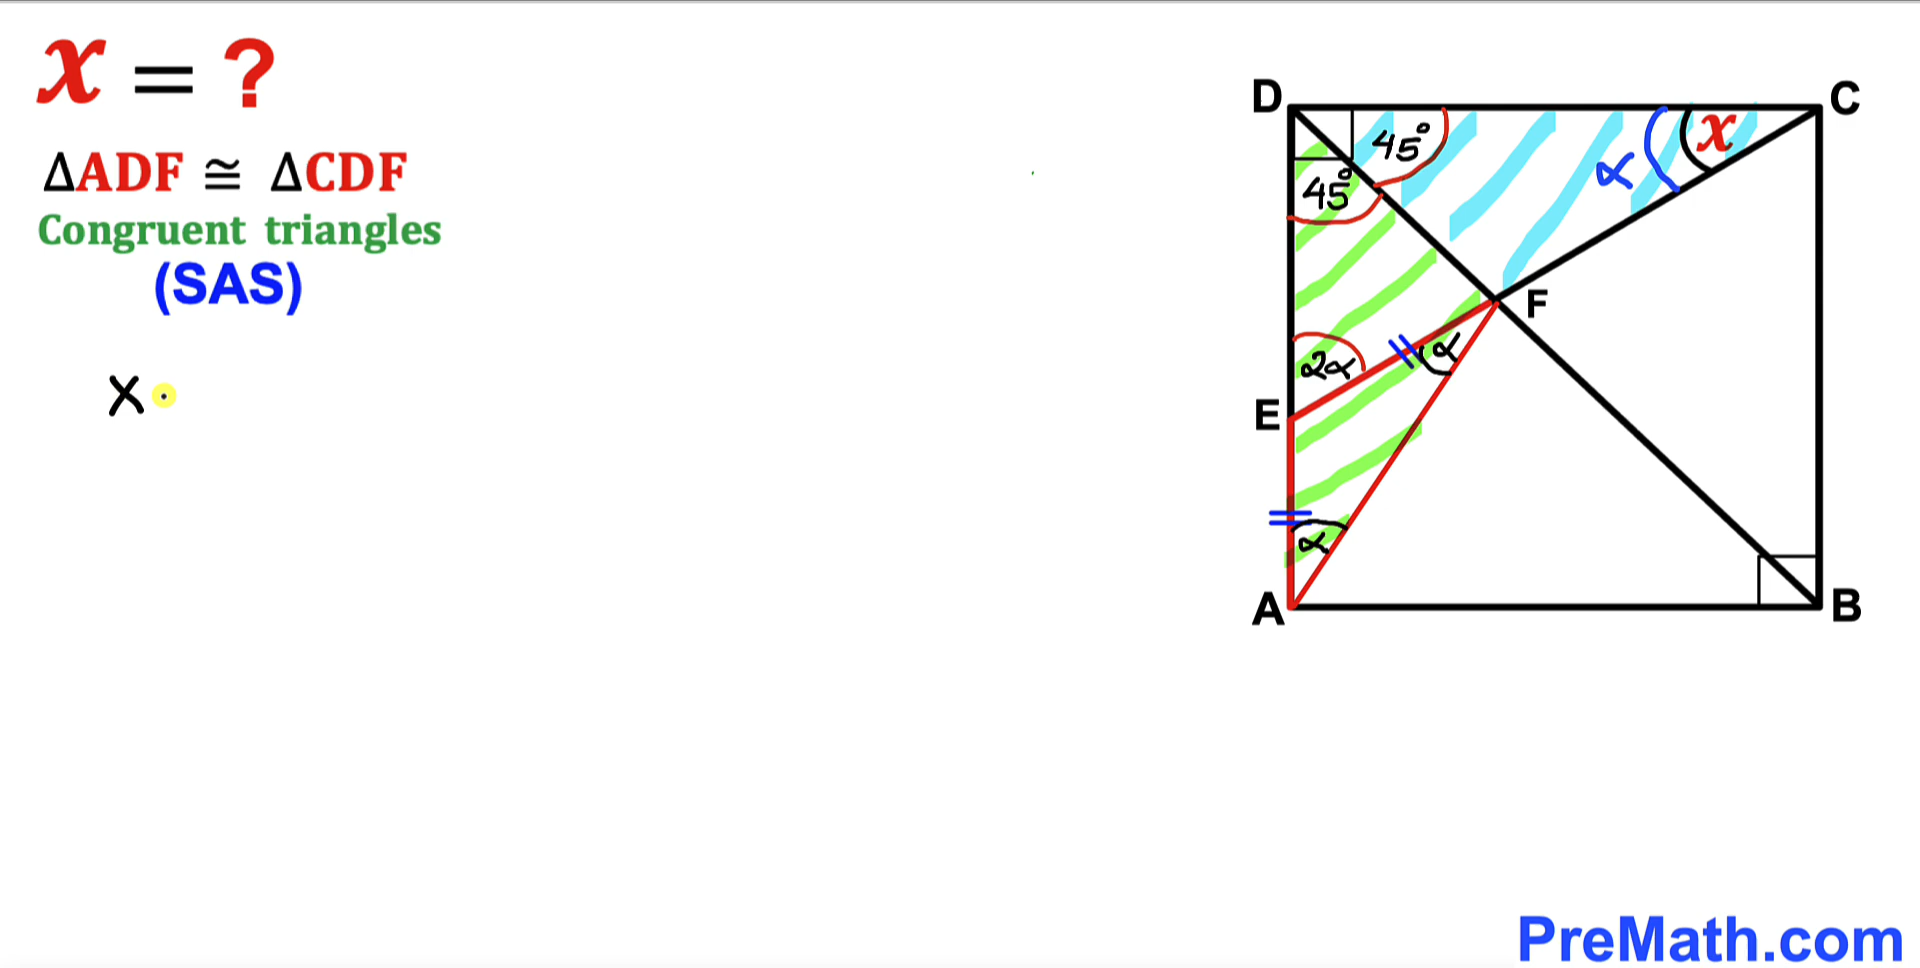 x = ?
ΔADF ≅ ΔCDF
Congruent triangles
(SAS)
x
D
C
45°
x
α
45°
F
2α
α
E
α
A
B
PreMath.com